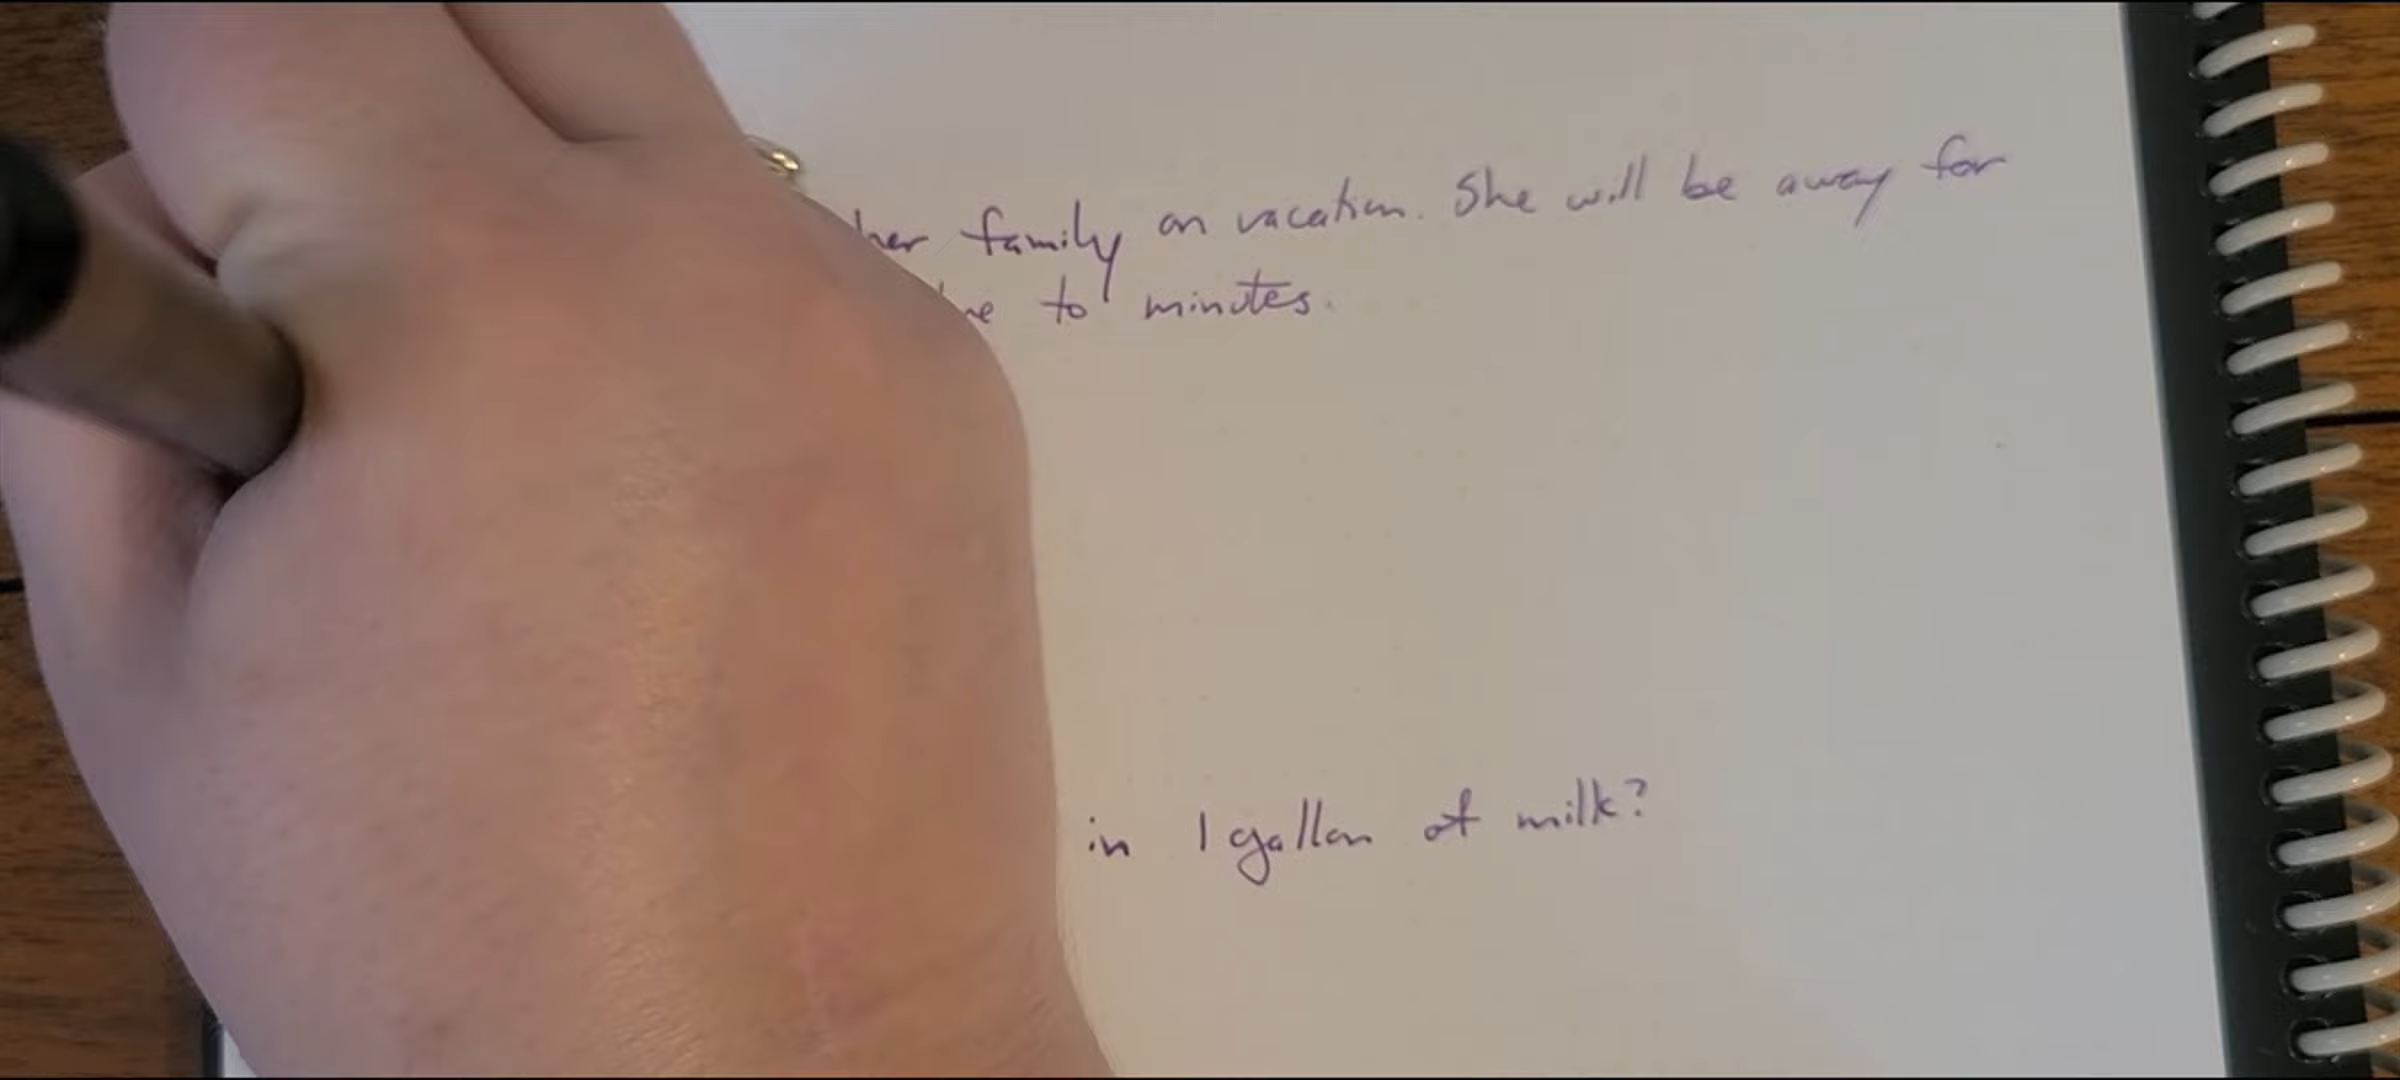 her family on vacation. She will be away for
to minutes.
in 1 gallon of milk?